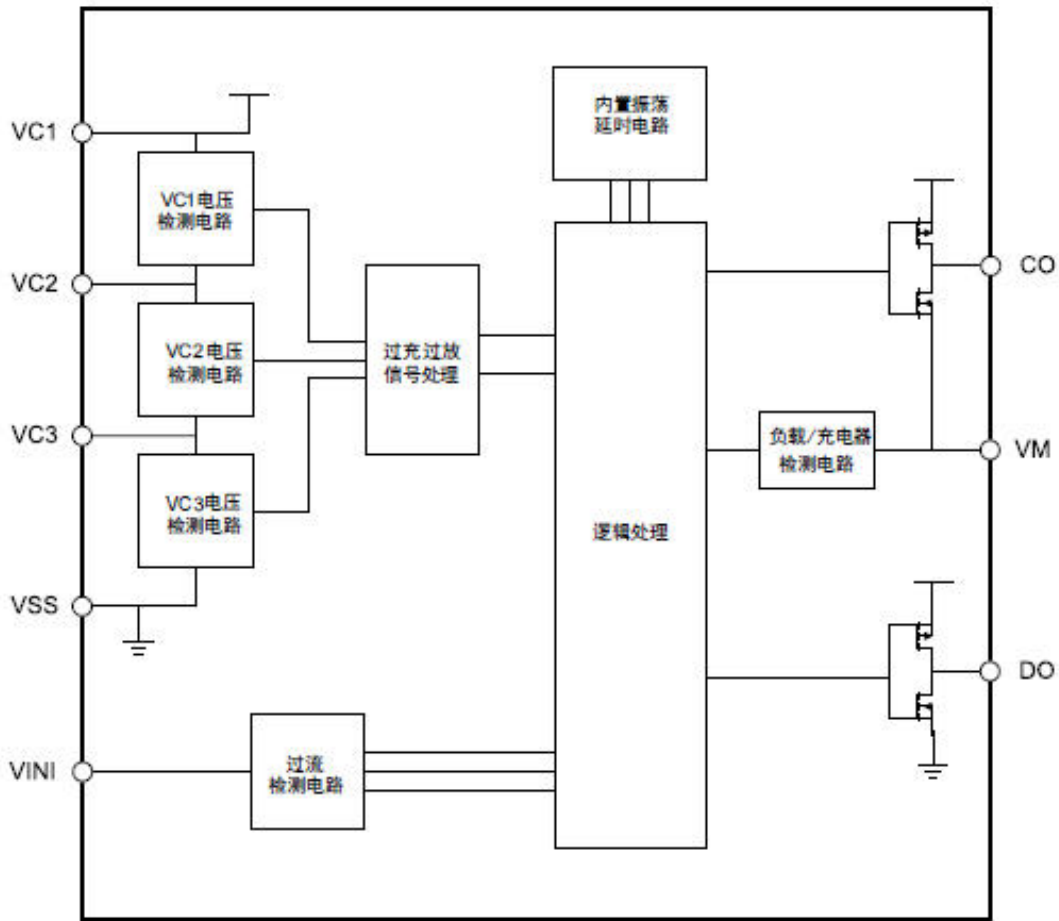 内置振荡
延时电路
VC1
VC1电压
检测电路
VC2
CO
VC2电压
检测电路
过充过放
信号处理
VC3
负载/充电器
检测电路
VM
VC3电压
检测电路
逻辑处理
VSS
DO
VINI
过流
检测电路